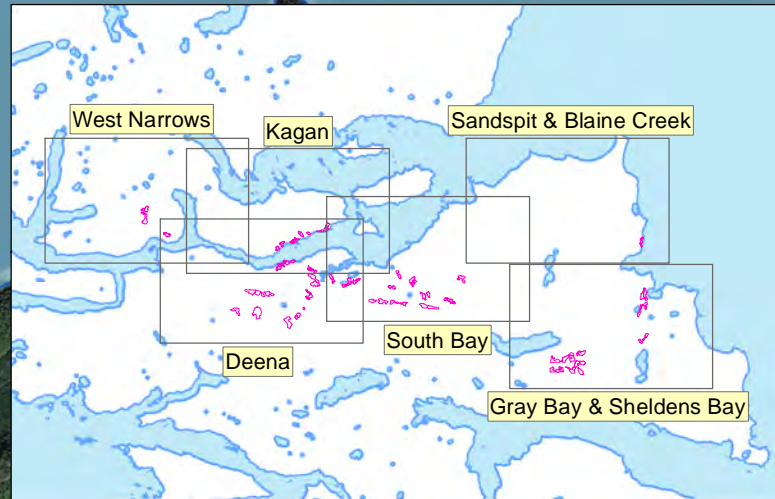 West Narrows
Kagan
Sandspit & Blaine Creek
South Bay
Deena
Gray Bay & Sheldens Bay